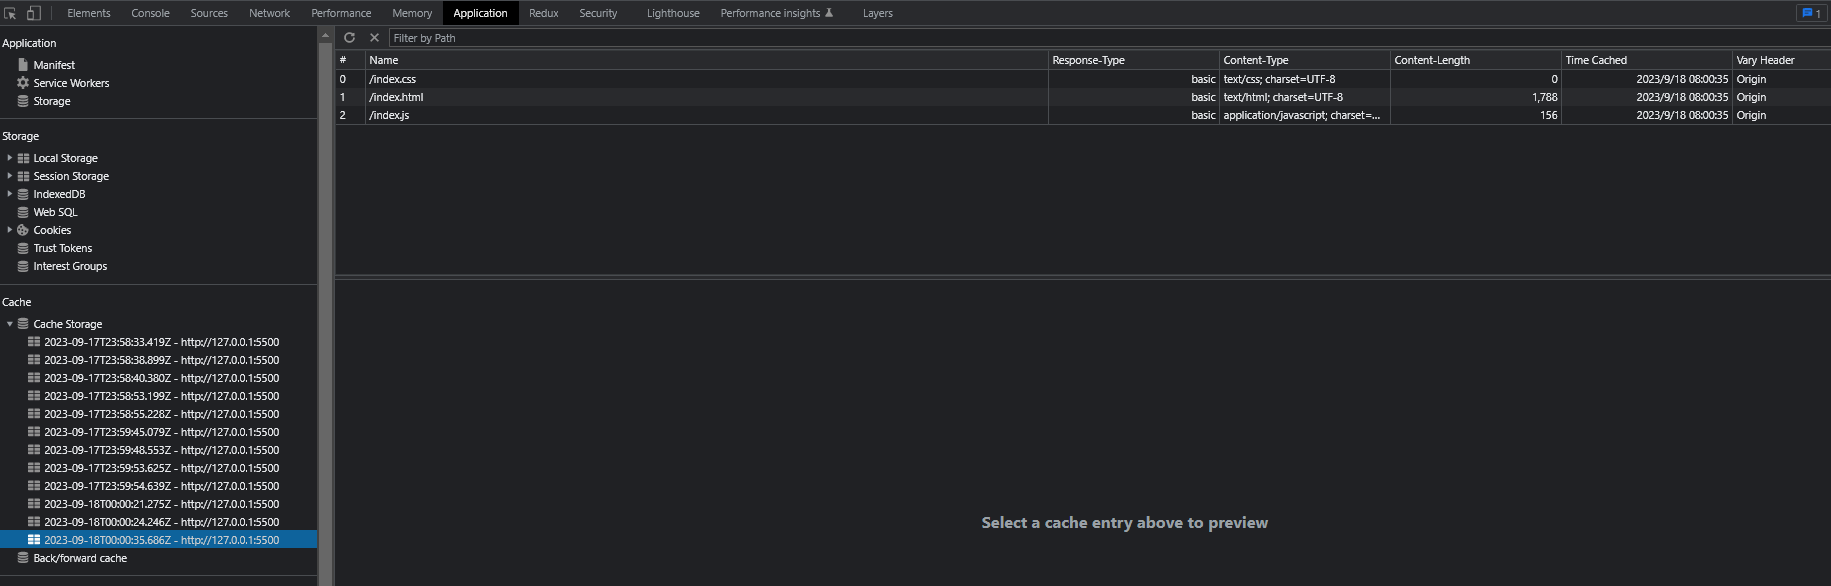 Elements Console Sources Network Performance Memory Application Redux Security Lighthouse Performance insights Layers 1
Application
Manifest
Service Workers
Storage
Storage
Local Storage
Session Storage
IndexedDB
Web SQL
Cookies
Trust Tokens
Interest Groups
Cache
Cache Storage
2023-09-17T23:58:33.419Z - http://127.0.0.1:5500
2023-09-17T23:58:38.899Z - http://127.0.0.1:5500
2023-09-17T23:58:40.380Z - http://127.0.0.1:5500
2023-09-17T23:58:53.199Z - http://127.0.0.1:5500
2023-09-17T23:58:55.228Z - http://127.0.0.1:5500
2023-09-17T23:59:45.079Z - http://127.0.0.1:5500
2023-09-17T23:59:48.553Z - http://127.0.0.1:5500
2023-09-17T23:59:53.625Z - http://127.0.0.1:5500
2023-09-17T23:59:54.639Z - http://127.0.0.1:5500
2023-09-18T00:00:21.275Z - http://127.0.0.1:5500
2023-09-18T00:00:24.246Z - http://127.0.0.1:5500
2023-09-18T00:00:35.686Z - http://127.0.0.1:5500
Back/forward cache
Filter by Path
# Name Response-Type Content-Type Content-Length Time Cached Vary Header
0 /index.css basic text/css; charset=UTF-8 0 2023/9/18 08:00:35 Origin
1 /index.html basic text/html; charset=UTF-8 1,788 2023/9/18 08:00:35 Origin
2 /index.js basic application/javascript; charset=... 156 2023/9/18 08:00:35 Origin
Select a cache entry above to preview